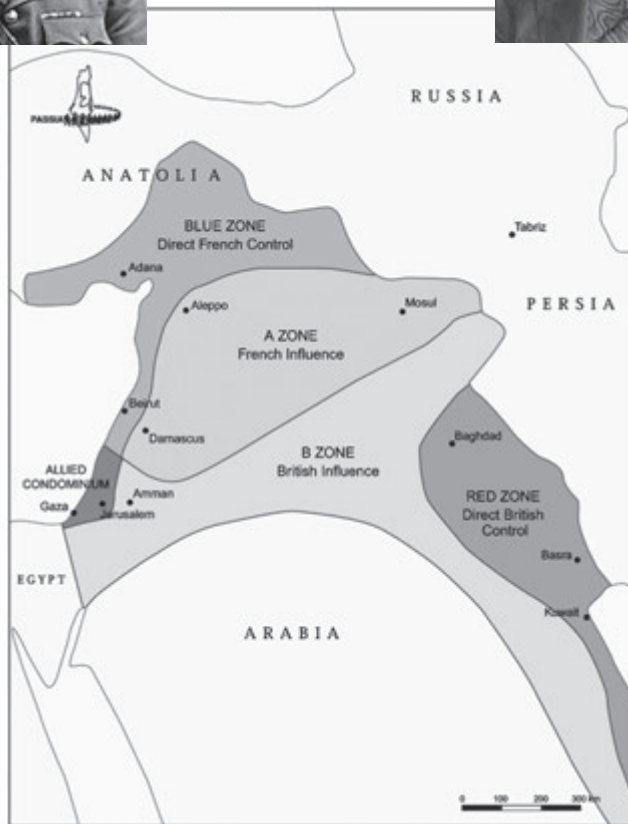 RUSSIA
PASSIA
ANATOLIA
BLUE ZONE
Direct French Control
Tabriz
Adana
PERSIA
Aleppo
Mosul
A ZONE
French Influence
Beirut
Damascus
Baghdad
B ZONE
British Influence
ALLIED
CONDOMINIUM
Amman
Gaza
Jerusalem
RED ZONE
Direct British
Control
Basra
EGYPT
Kuwait
ARABIA
0 100 200 300 km